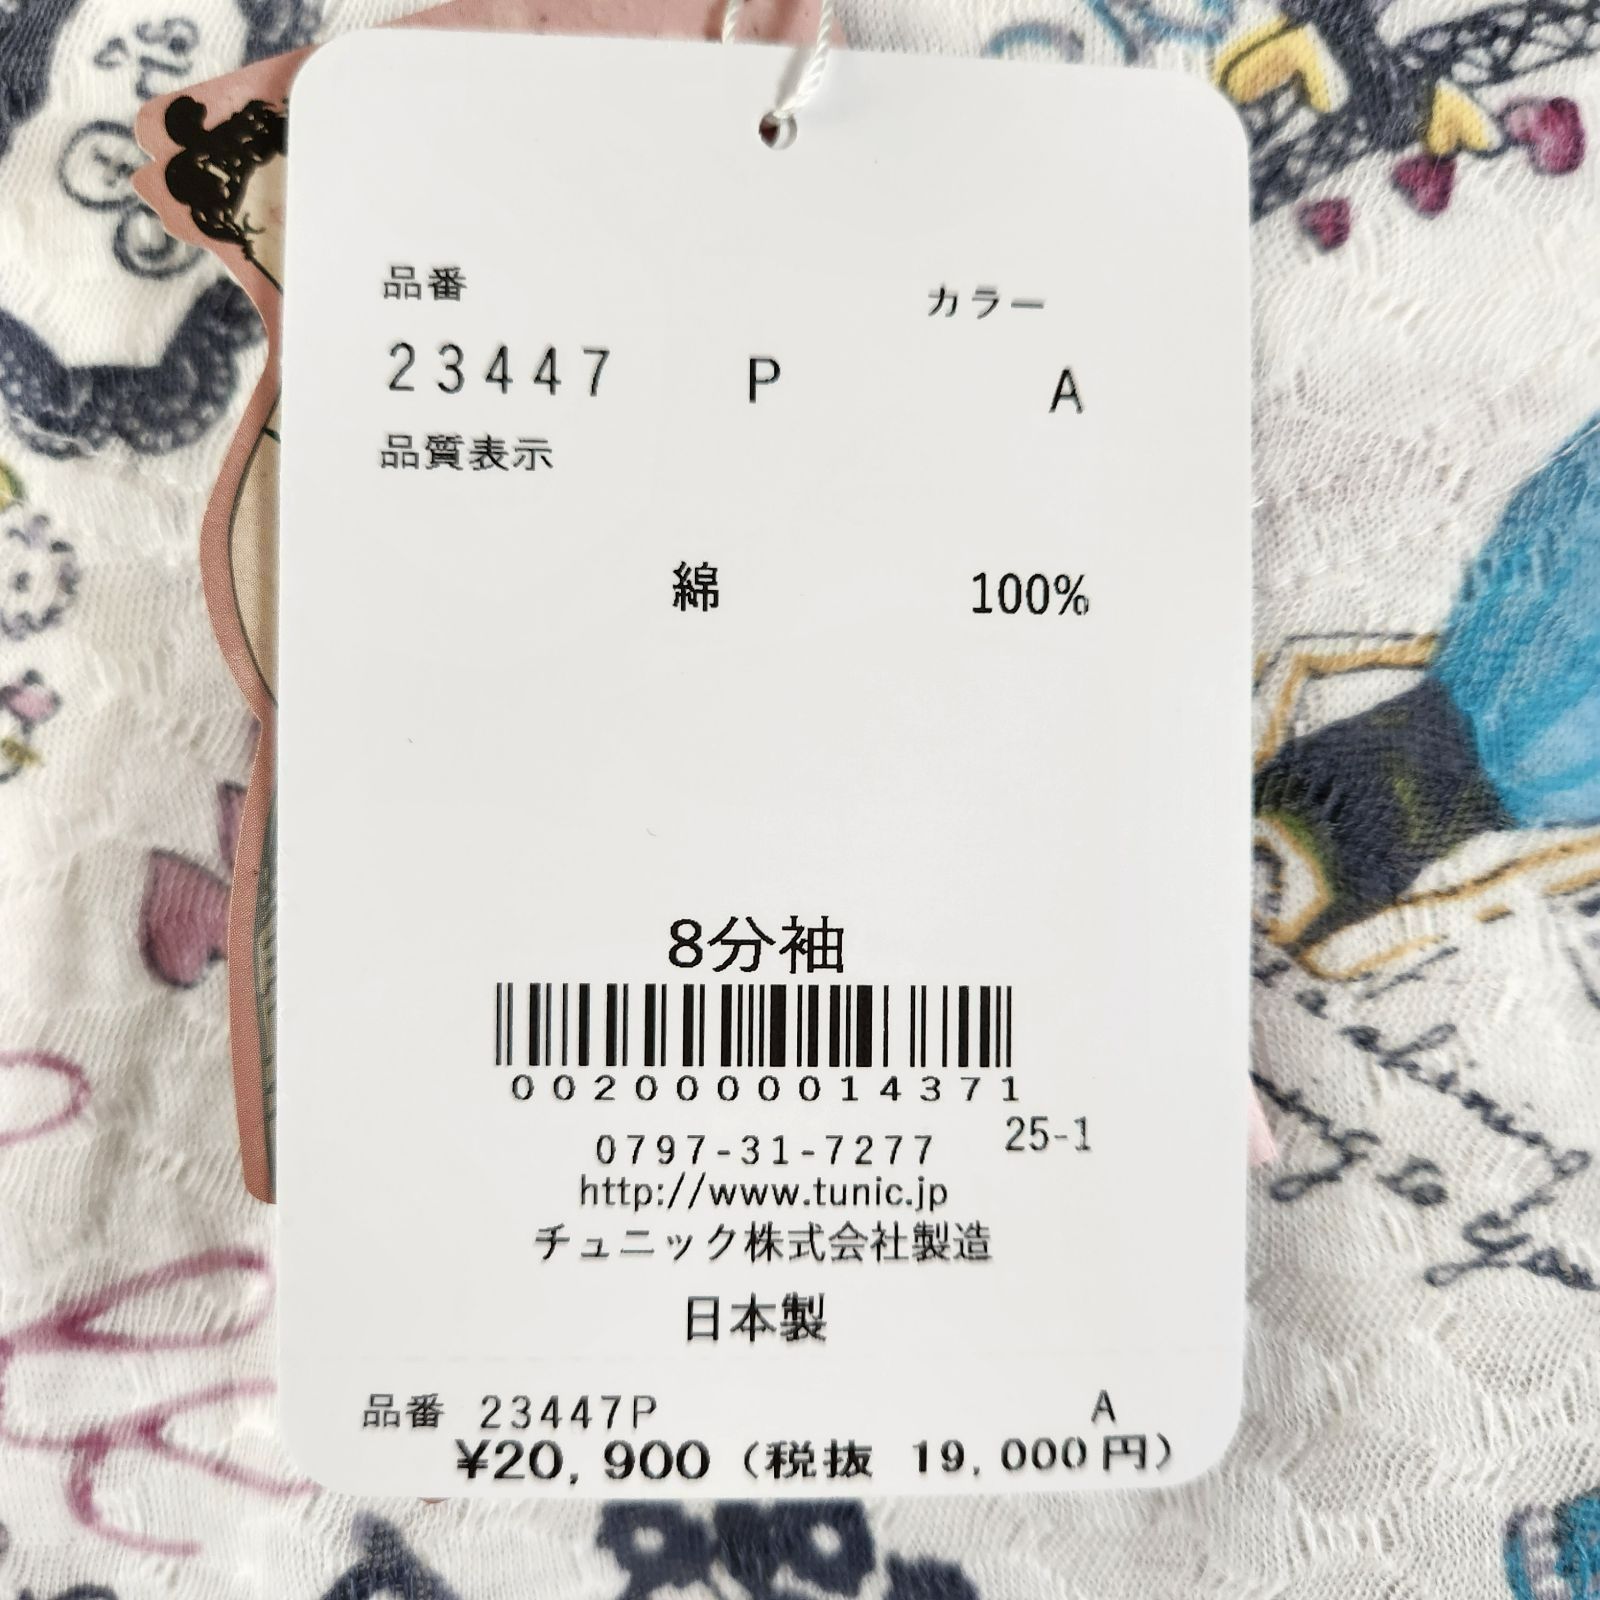 品番 カラー
23447 P A
品質表示
綿 100%
8分袖
0020000014371
25-1
0797-31-7277
http://www.tunic.jp
チュニック株式会社製造
日本製
品番 23447P A
¥20,900(税抜 19,000円)
to you